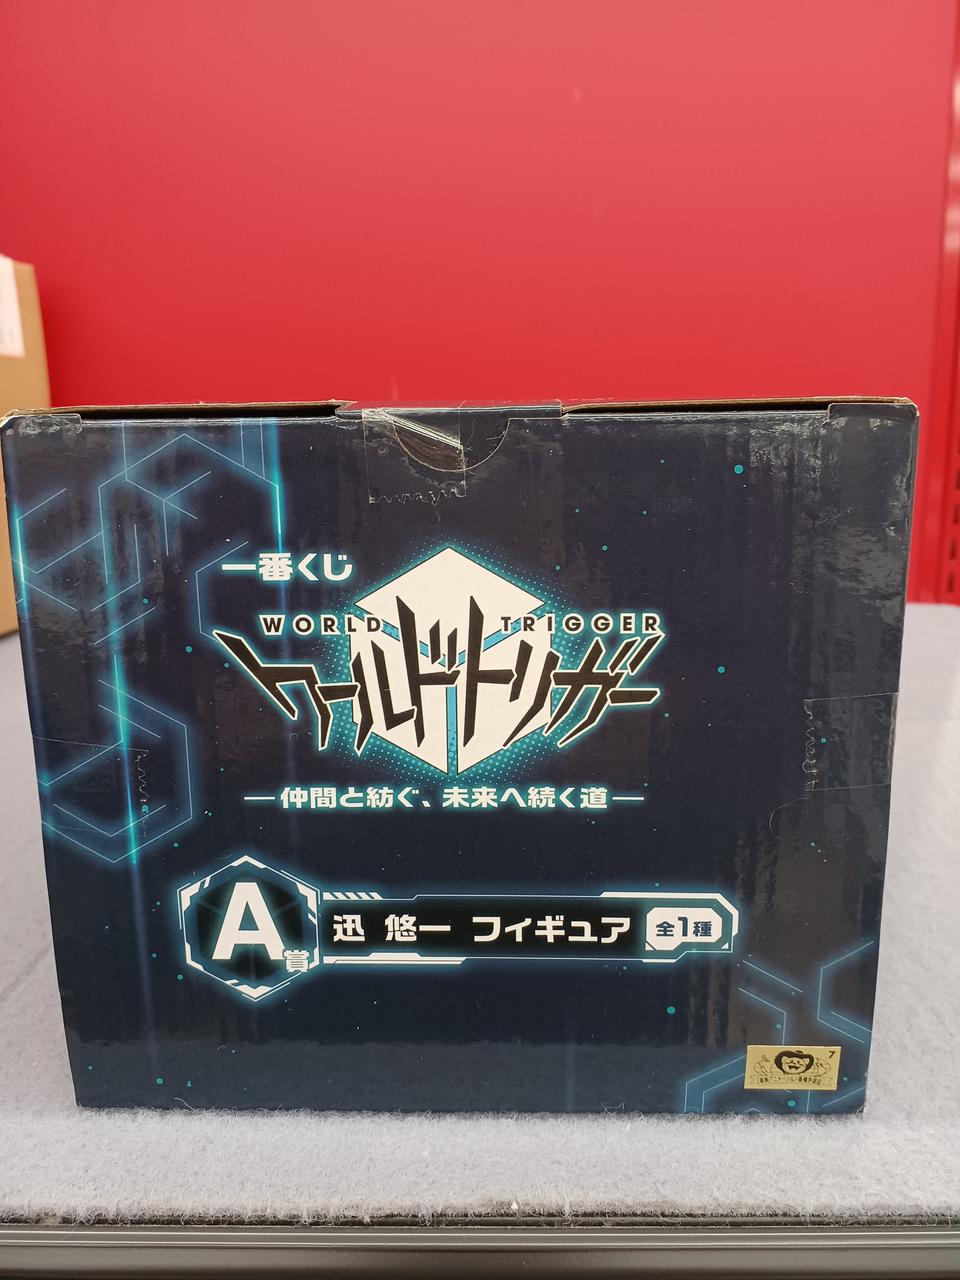 一番くじ
WORLD TRIGGER
ワールドトリガー
―仲間と紡ぐ、未来へ続く道―
A賞
迅 悠一 フィギュア 全1種
7